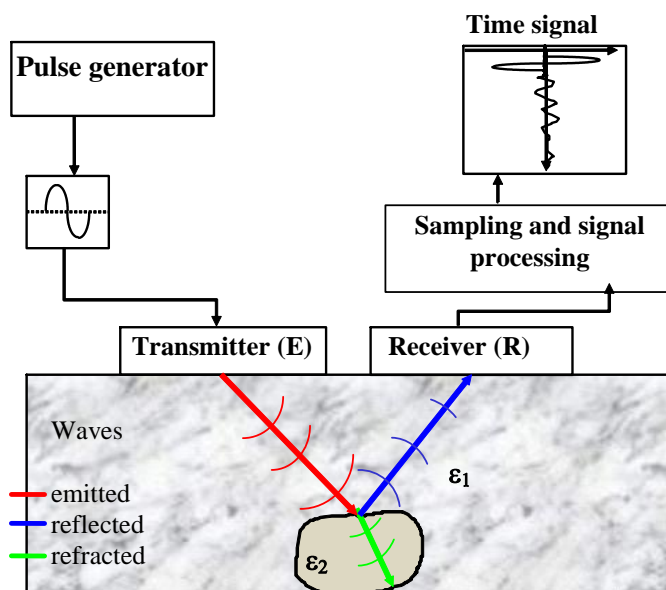 Time signal
Pulse generator
Sampling and signal
processing
Transmitter (E)
Receiver (R)
Waves
emitted
reflected
refracted
ε1
ε2